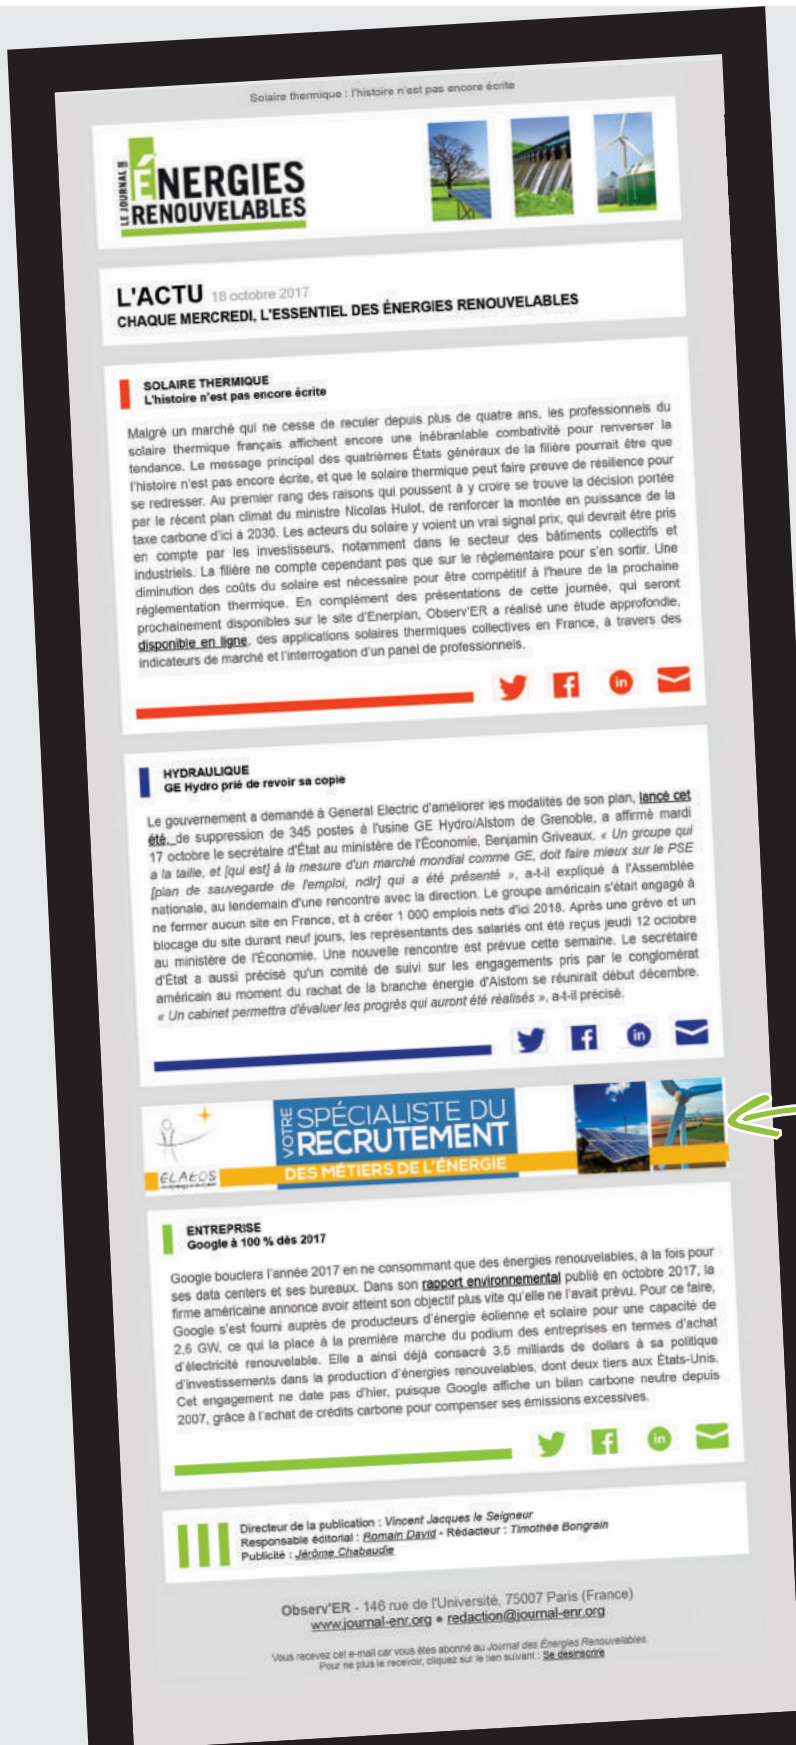 Solaire thermique : l'histoire n'est pas encore écrite
LE JOURNAL DES
ÉNERGIES
RENOUVELABLES
L'ACTU 18 octobre 2017
CHAQUE MERCREDI, L'ESSENTIEL DES ÉNERGIES RENOUVELABLES
SOLAIRE THERMIQUE
L'histoire n'est pas encore écrite
Malgré un marché qui ne cesse de reculer depuis plus de quatre ans, les professionnels du
solaire thermique français affichent encore une inébranlable combativité pour renverser la
tendance. Le message principal des quatrièmes États généraux de la filière pourrait être que
l'histoire n'est pas encore écrite, et que le solaire thermique peut faire preuve de résilience pour
se redresser. Au premier rang des raisons qui poussent à y croire se trouve la décision portée
par le récent plan climat du ministre Nicolas Hulot, de renforcer la montée en puissance de la
taxe carbone d'ici à 2030. Les acteurs du solaire y voient un vrai signal prix, qui devrait être pris
en compte par les investisseurs, notamment dans le secteur des bâtiments collectifs et
industriels. La filière ne compte cependant pas que sur le réglementaire pour s'en sortir. Une
diminution des coûts du solaire est nécessaire pour être compétitif à l'heure de la prochaine
réglementation thermique. En complément des présentations de cette journée, qui seront
prochainement disponibles sur le site d'Enerplan, Observ'ER a réalisé une étude approfondie,
disponible en ligne, des applications solaires thermiques collectives en France, à travers des
indicateurs de marché et l'interrogation d'un panel de professionnels.
in
HYDRAULIQUE
GE Hydro prié de revoir sa copie
Le gouvernement a demandé à General Electric d'améliorer les modalités de son plan, lancé cet
été, de suppression de 345 postes à l'usine GE Hydro/Alstom de Grenoble, a affirmé mardi
17 octobre le secrétaire d'État au ministère de l'Économie, Benjamin Griveaux. « Un groupe qui
a la taille, et [qui est] à la mesure d'un marché mondial comme GE, doit faire mieux sur le PSE
[plan de sauvegarde de l'emploi, ndlr] qui a été présenté », a-t-il expliqué à l'Assemblée
nationale, au lendemain d'une rencontre avec la direction. Le groupe américain s'était engagé à
ne fermer aucun site en France, et à créer 1 000 emplois nets d'ici 2018. Après une grève et un
blocage du site durant neuf jours, les représentants des salariés ont été reçus jeudi 12 octobre
au ministère de l'Économie. Une nouvelle rencontre est prévue cette semaine. Le secrétaire
d'État a aussi précisé qu'un comité de suivi sur les engagements pris par le conglomérat
américain au moment du rachat de la branche énergie d'Alstom se réunirait début décembre.
« Un cabinet permettra d'évaluer les progrès qui auront été réalisés », a-t-il précisé.
in
ELATOS
VOTRE SPÉCIALISTE DU
RECRUTEMENT
DES MÉTIERS DE L'ÉNERGIE
ENTREPRISE
Google à 100 % dès 2017
Google bouclera l'année 2017 en ne consommant que des énergies renouvelables, à la fois pour
ses data centers et ses bureaux. Dans son rapport environnemental publié en octobre 2017, la
firme américaine annonce avoir atteint son objectif plus vite qu'elle ne l'avait prévu. Pour ce faire,
Google s'est fourni auprès de producteurs d'énergie éolienne et solaire pour une capacité de
2,6 GW, ce qui la place à la première marche du podium des entreprises en termes d'achat
d'électricité renouvelable. Elle a ainsi déjà consacré 3,5 milliards de dollars à sa politique
d'investissements dans la production d'énergies renouvelables, dont deux tiers aux États-Unis.
Cet engagement ne date pas d'hier, puisque Google affiche un bilan carbone neutre depuis
2007, grâce à l'achat de crédits carbone pour compenser ses émissions excessives.
in
Directeur de la publication : Vincent Jacques le Seigneur
Responsable éditorial : Romain David - Rédacteur : Timothée Bongrain
Publicité : Jérôme Chabaudie
Observ'ER - 146 rue de l'Université, 75007 Paris (France)
www.journal-enr.org ● redaction@journal-enr.org
Vous recevez cet e-mail car vous êtes abonné au Journal des Énergies Renouvelables.
Pour ne plus le recevoir, cliquez sur le lien suivant : Se désinscrire